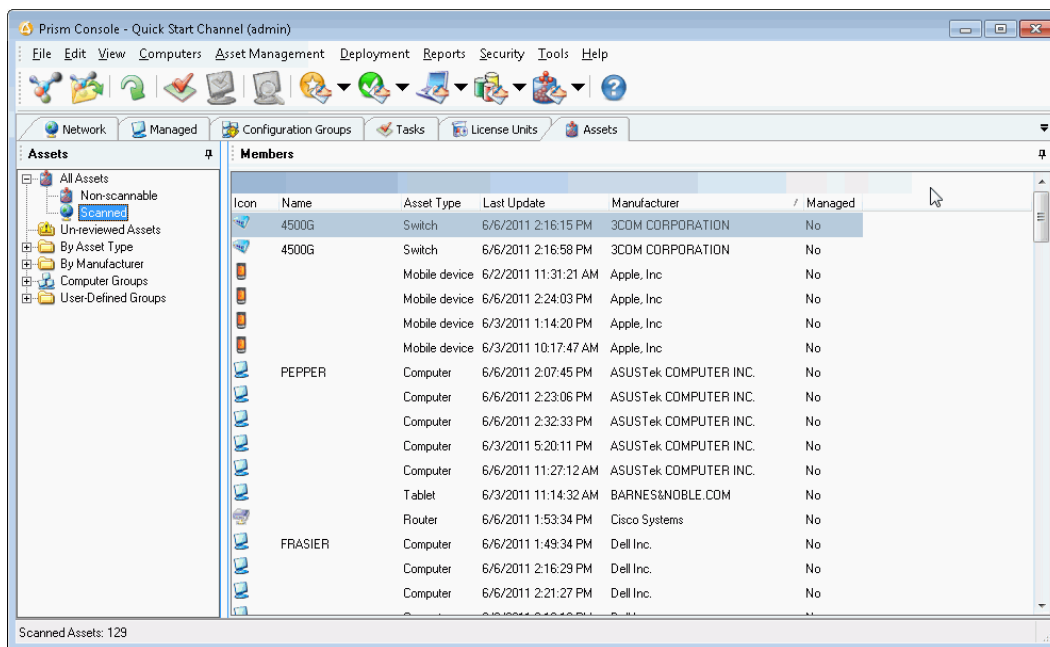 Prism Console - Quick Start Channel (admin)
File Edit View Computers Asset Management Deployment Reports Security Tools Help
Network Managed Configuration Groups Tasks License Units Assets
Assets
All Assets
Non-scannable
Scanned
Un-reviewed Assets
By Asset Type
By Manufacturer
Computer Groups
User-Defined Groups
Members
Icon Name Asset Type Last Update Manufacturer / Managed
4500G Switch 6/6/2011 2:16:15 PM 3COM CORPORATION No
4500G Switch 6/6/2011 2:16:58 PM 3COM CORPORATION No
Mobile device 6/2/2011 11:31:21 AM Apple, Inc No
Mobile device 6/6/2011 2:24:03 PM Apple, Inc No
Mobile device 6/3/2011 1:14:20 PM Apple, Inc No
Mobile device 6/3/2011 10:17:47 AM Apple, Inc No
PEPPER Computer 6/6/2011 2:07:45 PM ASUSTek COMPUTER INC. No
Computer 6/6/2011 2:23:06 PM ASUSTek COMPUTER INC. No
Computer 6/6/2011 2:32:33 PM ASUSTek COMPUTER INC. No
Computer 6/3/2011 5:20:11 PM ASUSTek COMPUTER INC. No
Computer 6/6/2011 11:27:12 AM ASUSTek COMPUTER INC. No
Tablet 6/3/2011 11:14:32 AM BARNES&NOBLE.COM No
Router 6/6/2011 1:53:34 PM Cisco Systems No
FRASIER Computer 6/6/2011 1:49:34 PM Dell Inc. No
Computer 6/6/2011 2:16:29 PM Dell Inc. No
Computer 6/6/2011 2:21:27 PM Dell Inc. No
Scanned Assets: 129